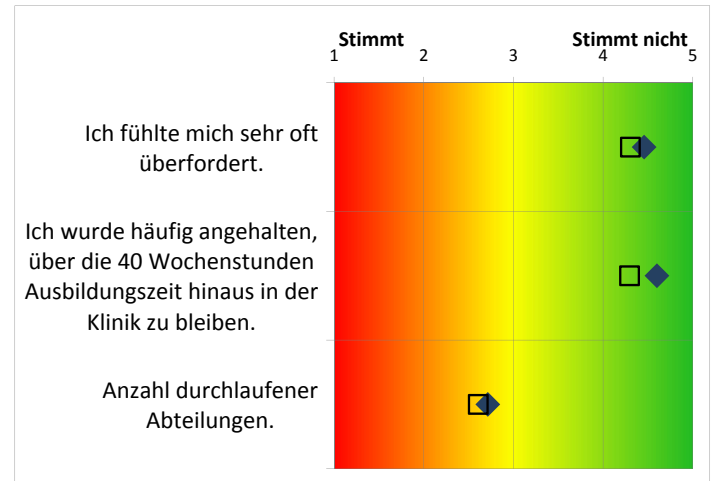 Stimmt Stimmt nicht
1 2 3 4 5
Ich fühlte mich sehr oft
überfordert.
Ich wurde häufig angehalten,
über die 40 Wochenstunden
Ausbildungszeit hinaus in der
Klinik zu bleiben.
Anzahl durchlaufener
Abteilungen.